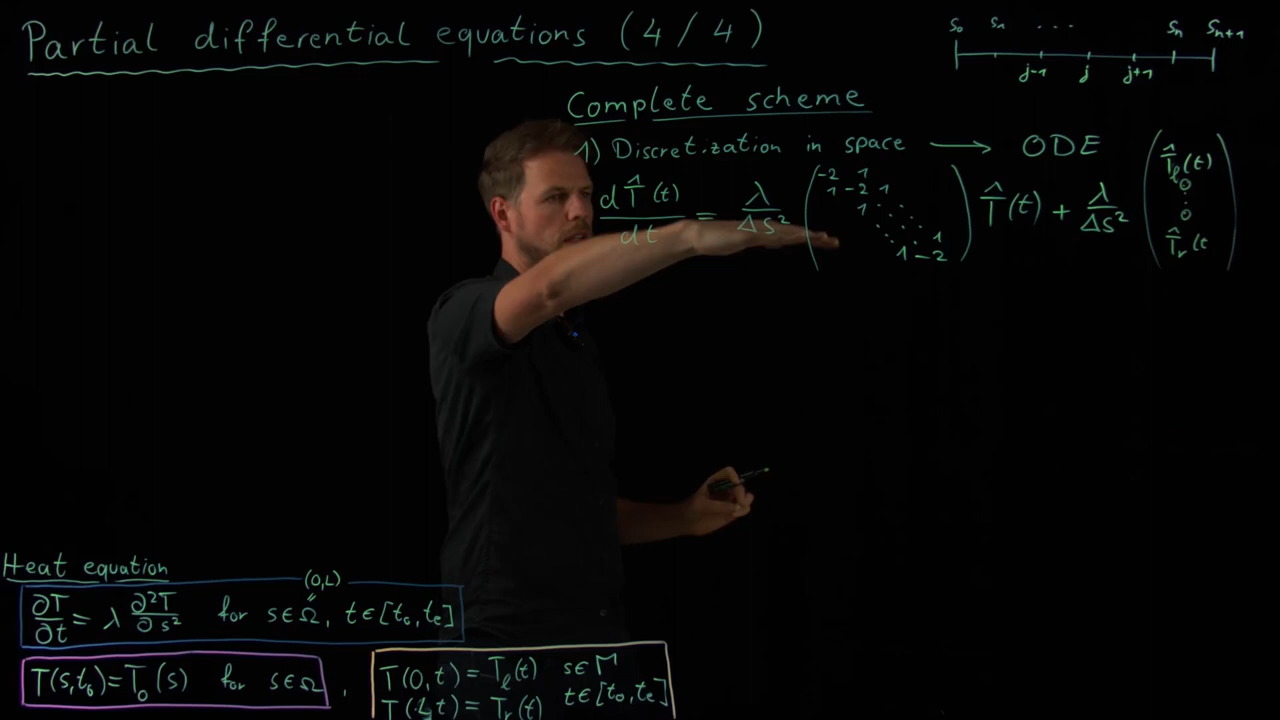 Partial differential equations (4/4)
s₀ s₁ ... sₙ sₙ₊₁
j-1 j j+1
Complete scheme
1) Discretization in space → ODE
dT̂(t)/dt = λ/Δs² (-2 1
1 -2 1
1 ⋱ ⋱
⋱ ⋱ 1
1 -2) T̂(t) + λ/Δs² (T̂ₗ(t)
0
⋮
0
T̂ᵣ(t)
Heat equation
(0,L)
∂T/∂t = λ ∂²T/∂s² for s∈Ω, t∈[t₀,tₑ]
T(s,t₀)=T₀(s) for s∈Ω,
T(0,t) = Tₗ(t) s∈Γ
T(L,t) = Tᵣ(t) t∈[t₀,tₑ]